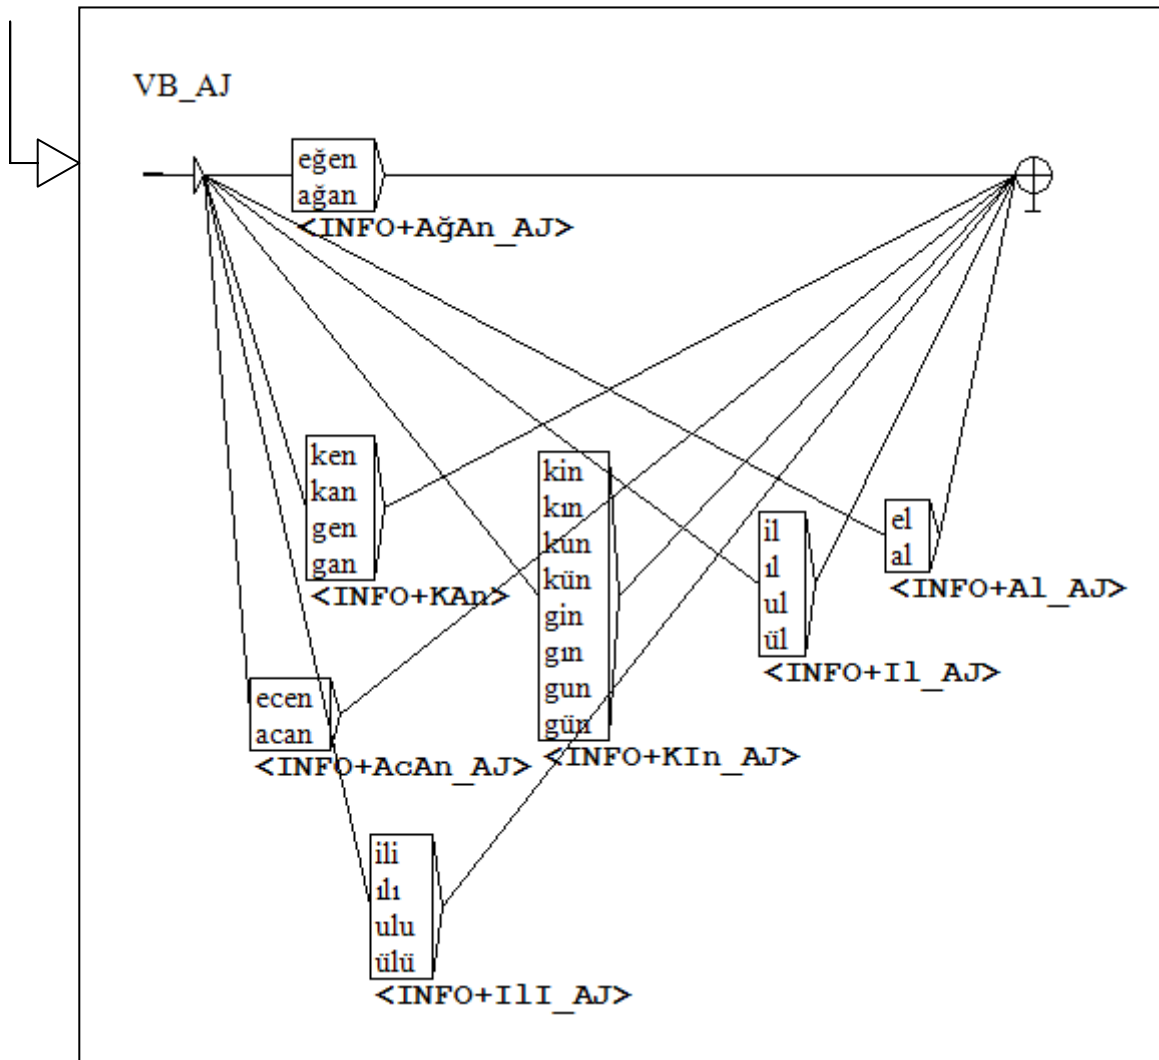 VB_AJ
eğen
ağan
<INFO+AğAn_AJ>
ken
kan
gen
gan
<INFO+KAn>
kin
kın
kun
kün
gin
gın
gun
gün
<INFO+KIn_AJ>
il
ıl
ul
ül
<INFO+Il_AJ>
el
al
<INFO+Al_AJ>
ecen
acan
<INFO+AcAn_AJ>
ili
ılı
ulu
ülü
<INFO+IlI_AJ>